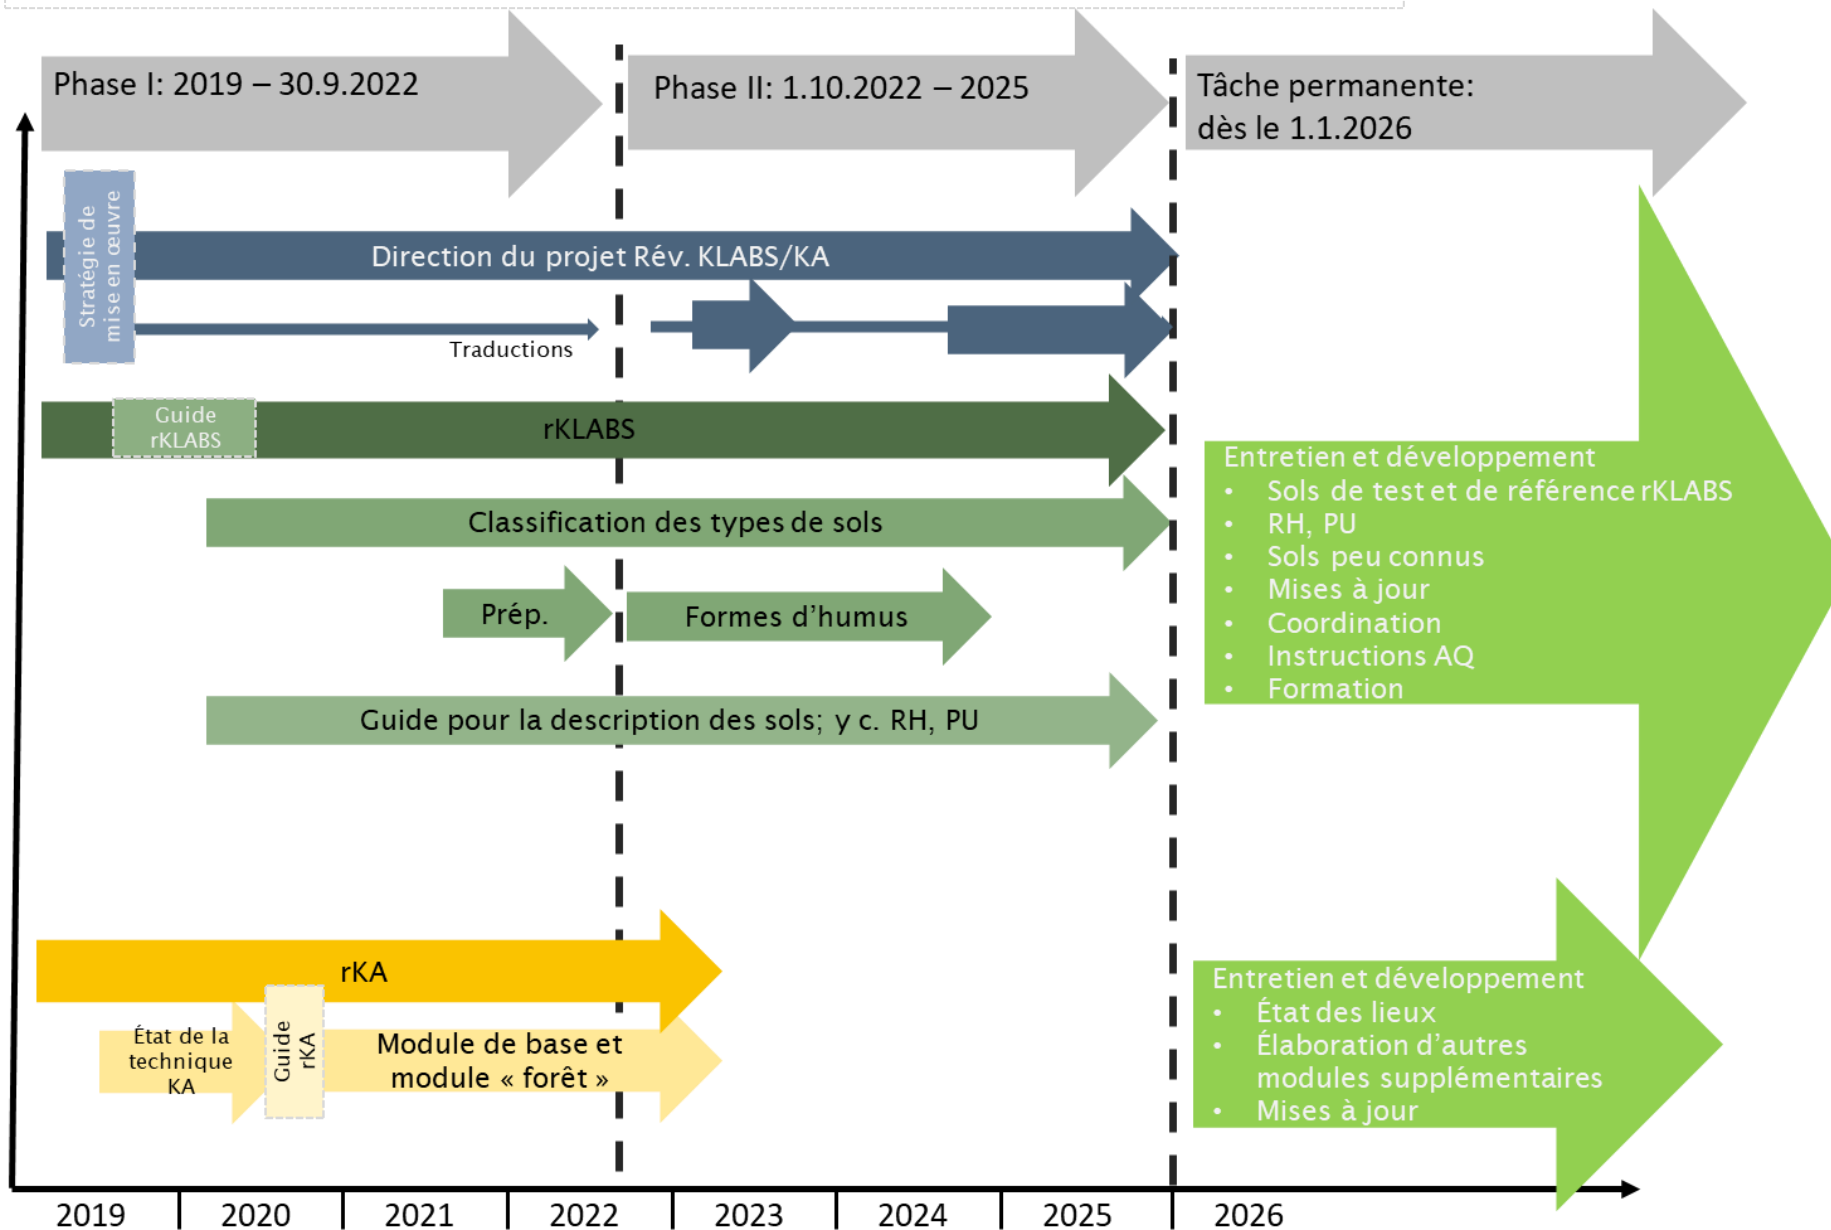 Phase I: 2019 – 30.9.2022
Phase II: 1.10.2022 – 2025
Tâche permanente:
dès le 1.1.2026
Stratégie de
mise en œuvre
Direction du projet Rév. KLABS/KA
Traductions
Guide
rKLABS
rKLABS
Classification des types de sols
Prép.
Formes d’humus
Guide pour la description des sols; y c. RH, PU
Entretien et développement
• Sols de test et de référence rKLABS
• RH, PU
• Sols peu connus
• Mises à jour
• Coordination
• Instructions AQ
• Formation
rKA
État de la
technique
KA
Guide
rKA
Module de base et
module « forêt »
Entretien et développement
• État des lieux
• Élaboration d’autres
modules supplémentaires
• Mises à jour
2019
2020
2021
2022
2023
2024
2025
2026